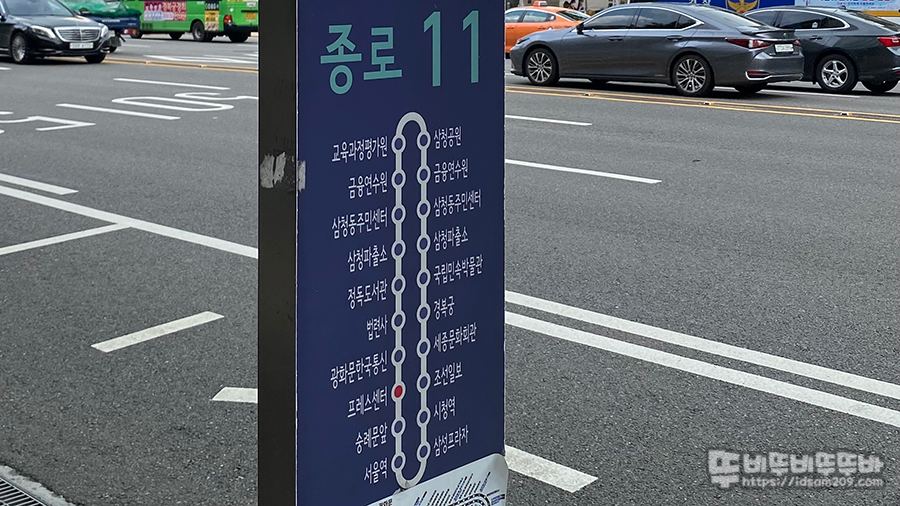 종로 11
교육과정평가원
금융연수원
삼청동주민센터
삼청파출소
정독도서관
법련사
광화문한국통신
프레스센터
숭례문앞
서울역
삼청공원
금융연수원
삼청동주민센터
삼청파출소
국립민속박물관
경복궁
세종문화회관
조선일보
시청역
삼성프라자
뚜비뚜비뚜뚜바
https://idsam209.com